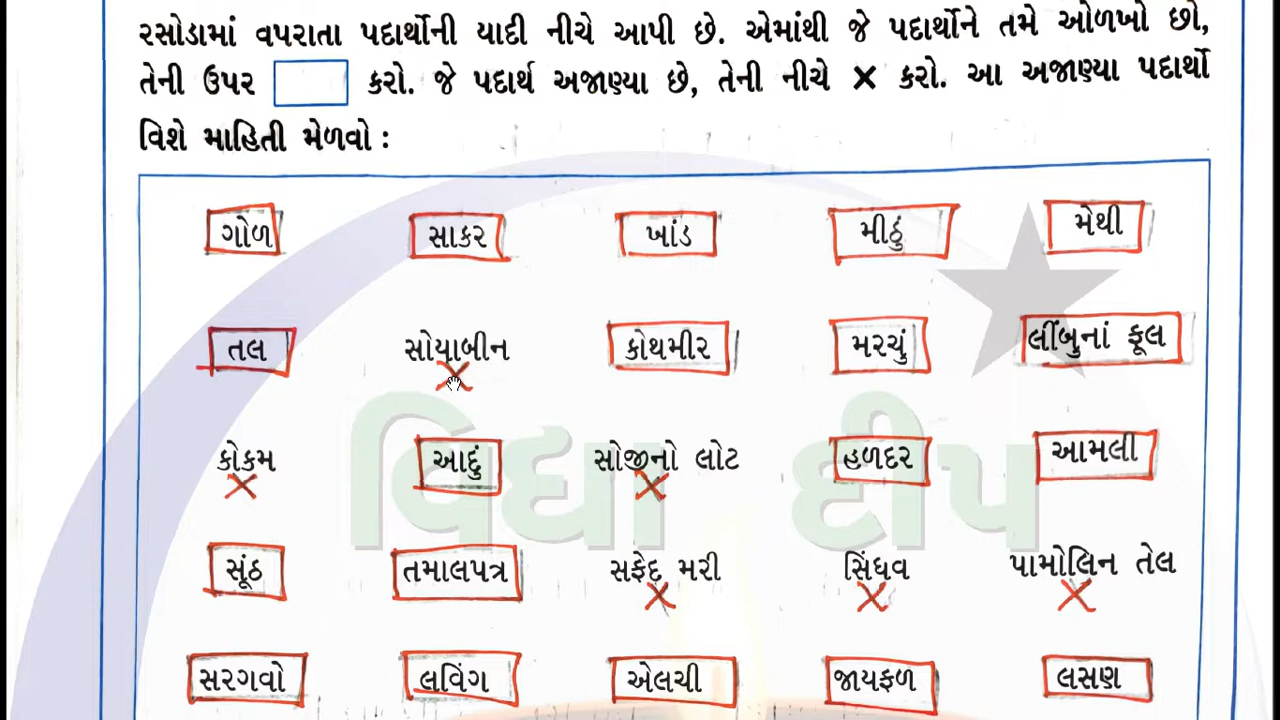 રસોડામાં વપરાતા પદાર્થોની યાદી નીચે આપી છે. એમાંથી જે પદાર્થોને તમે ઓળખો છો,
તેની ઉપર કરો. જે પદાર્થ અજાણ્યા છે, તેની નીચે × કરો. આ અજાણ્યા પદાર્થો
વિશે માહિતી મેળવો :
ગોળ સાકર ખાંડ મીઠું મેથી
તલ સોયાબીન કોથમીર મરચું લીંબુનાં ફૂલ
કોકમ આદું સોજીનો લોટ હળદર આમલી
સૂંઠ તમાલપત્ર સફેદ મરી સિંધવ પામોલિન તેલ
સરગવો લવિંગ એલચી જાયફળ લસણ
વિદ્યા દીપ